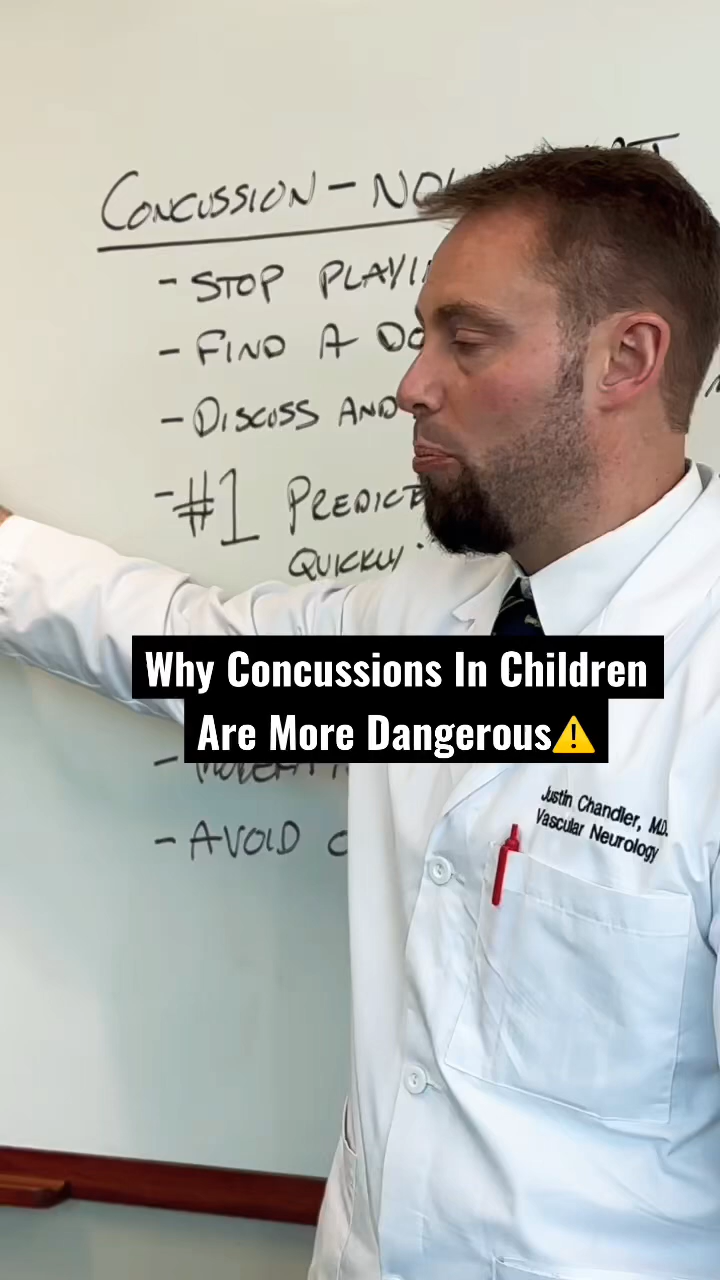 CONCUSSION - NO
- STOP PLAYI
- FIND A DO
- DISCUSS AND
- #1 PREDICT
QUICKLY
Why Concussions In Children
Are More Dangerous⚠️
- AVOID
Justin Chandler, M.D.
Vascular Neurology